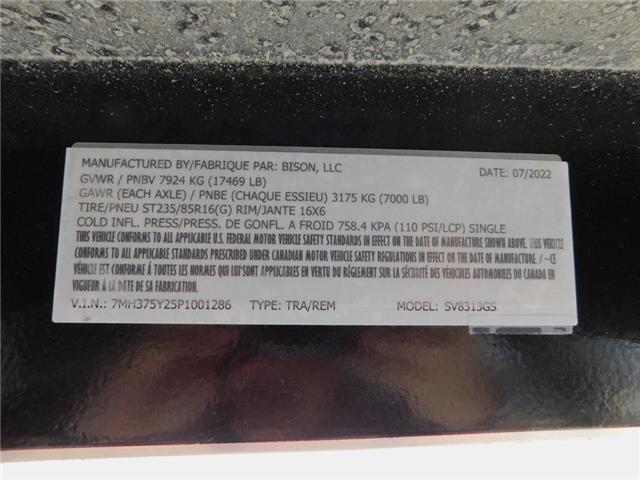 MANUFACTURED BY/FABRIQUE PAR: BISON, LLC DATE: 07/2022
GVWR / PNBV 7924 KG (17469 LB)
GAWR (EACH AXLE) / PNBE (CHAQUE ESSIEU) 3175 KG (7000 LB)
TIRE/PNEU ST235/85R16(G) RIM/JANTE 16X6
COLD INFL. PRESS/PRESS. DE GONFL. A FROID 758.4 KPA (110 PSI/LCP) SINGLE
THIS VEHICLE CONFORMS TO ALL APPLICABLE U.S. FEDERAL MOTOR VEHICLE SAFETY STANDARDS IN EFFECT ON THE DATE OF MANUFACTURE SHOWN ABOVE. THIS VEHICLE
CONFORMS TO ALL APPLICABLE STANDARDS PRESCRIBED UNDER THE CANADIAN MOTOR VEHICLE SAFETY REGULATIONS IN EFFECT ON THE DATE OF MANUFACTURE / ~CE
VÉHICULE EST CONFORME À TOUTES LES NORMES QUI LUI SONT APPLICABLES EN VERTU DU RÈGLEMENT SUR LA SÉCURITÉ DES VÉHICULES AUTOMOBILES DU CANADA EN
VIGUEUR À LA DATE DE SA FABRICATION.
V.I.N.: 7MH375Y25P1001286 TYPE: TRA/REM MODEL: SV8313GS